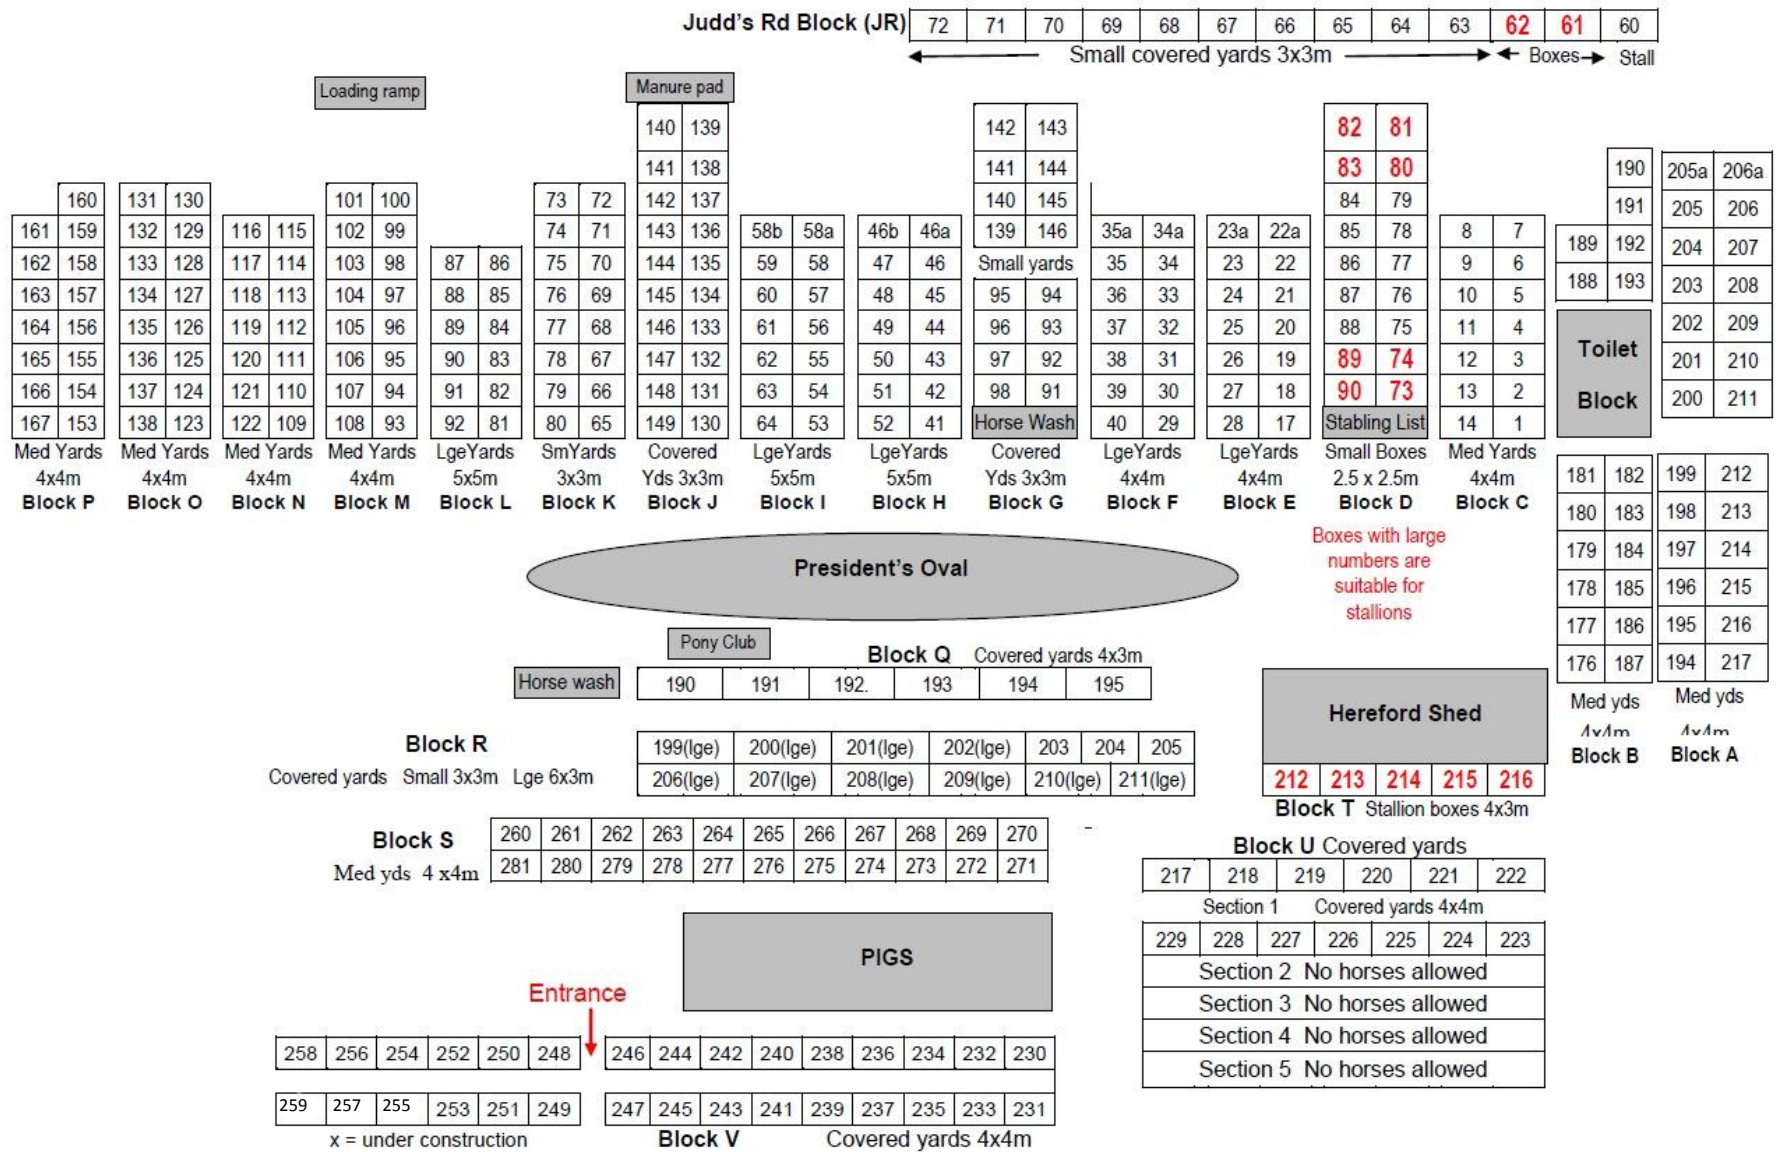 Judd's Rd Block (JR) 72 71 70 69 68 67 66 65 64 63 62 61 60
Small covered yards 3x3m Boxes Stall
Loading ramp
Manure pad
140 139
141 138
142 137
143 136
144 135
145 134
146 133
147 132
148 131
149 130
Covered
Yds 3x3m
Block J
160
161 159
162 158
163 157
164 156
165 155
166 154
167 153
Med Yards
4x4m
Block P
131 130
132 129
133 128
134 127
135 126
136 125
137 124
138 123
Med Yards
4x4m
Block O
116 115
117 114
118 113
119 112
120 111
121 110
122 109
Med Yards
4x4m
Block N
101 100
102 99
103 98
104 97
105 96
106 95
107 94
108 93
Med Yards
4x4m
Block M
87 86
88 85
89 84
90 83
91 82
92 81
LgeYards
5x5m
Block L
73 72
74 71
75 70
76 69
77 68
78 67
79 66
80 65
SmYards
3x3m
Block K
58b 58a
59 58
60 57
61 56
62 55
63 54
64 53
LgeYards
5x5m
Block I
46b 46a
47 46
48 45
49 44
50 43
51 42
52 41
LgeYards
5x5m
Block H
142 143
141 144
140 145
139 146
Small yards
95 94
96 93
97 92
98 91
Horse Wash
Covered
Yds 3x3m
Block G
35a 34a
35 34
36 33
37 32
38 31
39 30
40 29
LgeYards
4x4m
Block F
23a 22a
23 22
24 21
25 20
26 19
27 18
28 17
LgeYards
4x4m
Block E
82 81
83 80
84 79
85 78
86 77
87 76
88 75
89 74
90 73
Stabling List
Small Boxes
2.5 x 2.5m
Block D
Boxes with large
numbers are
suitable for
stallions
8 7
9 6
10 5
11 4
12 3
13 2
14 1
Med Yards
4x4m
Block C
190
191
189 192
188 193
Toilet
Block
181 182
180 183
179 184
178 185
177 186
176 187
Med yds
4x4m
Block B
205a 206a
205 206
204 207
203 208
202 209
201 210
200 211
199 212
198 213
197 214
196 215
195 216
194 217
Med yds
4x4m
Block A
President's Oval
Pony Club
Block Q Covered yards 4x3m
Horse wash
190 191 192. 193 194 195
Block R
Covered yards Small 3x3m Lge 6x3m
199(lge) 200(lge) 201(lge) 202(lge) 203 204 205
206(lge) 207(lge) 208(lge) 209(lge) 210(lge) 211(lge)
Hereford Shed
212 213 214 215 216
Block T Stallion boxes 4x3m
Block S
Med yds 4 x4m
260 261 262 263 264 265 266 267 268 269 270
281 280 279 278 277 276 275 274 273 272 271
Block U Covered yards
217 218 219 220 221 222
Section 1 Covered yards 4x4m
229 228 227 226 225 224 223
Section 2 No horses allowed
Section 3 No horses allowed
Section 4 No horses allowed
Section 5 No horses allowed
PIGS
Entrance
258 256 254 252 250 248 246 244 242 240 238 236 234 232 230
259 257 255 253 251 249 247 245 243 241 239 237 235 233 231
x = under construction Block V Covered yards 4x4m